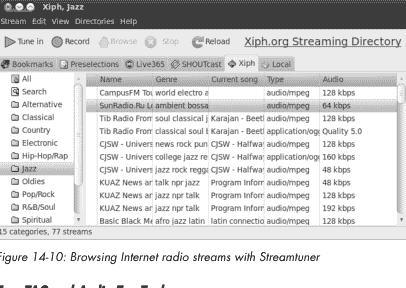 Xiph, Jazz
Stream Edit View Directories Help
Tune in Record Browse Stop Reload Xiph.org Streaming Directory
Bookmarks Preselections Live365 SHOUTcast Xiph Local
All
Search
Alternative
Classical
Country
Electronic
Hip-Hop/Rap
Jazz
Oldies
Pop/Rock
R&B/Soul
Spiritual
Name Genre Current song Type Audio
CampusFM Tou world electro a audio/mpeg 128 kbps
SunRadio.Ru Lo ambient bossa audio/mpeg 64 kbps
Tib Radio From soul classical j Karajan - Beet audio/mpeg 128 kbps
Tib Radio From classical soul b Karajan - Beet application/ogg Quality 5.0
CJSW - Univers news rock pun CJSW - Halfway audio/mpeg 128 kbps
CJSW - Univers college jazz re CJSW - Halfway application/ogg 160 kbps
CJSW - Univers jazz rock regga CJSW - Halfway audio/mpeg 48 kbps
KUAZ News ar talk npr jazz Program Inforr audio/mpeg 48 kbps
KUAZ News ar jazz npr talk Program Inforr audio/mpeg 128 kbps
KUAZ News ar jazz npr talk Program Inforr audio/mpeg 192 kbps
Basic Black Me afro jazz latin latin connectio audio/mpeg 128 kbps
15 categories, 77 streams
Figure 14-10: Browsing Internet radio streams with Streamtuner